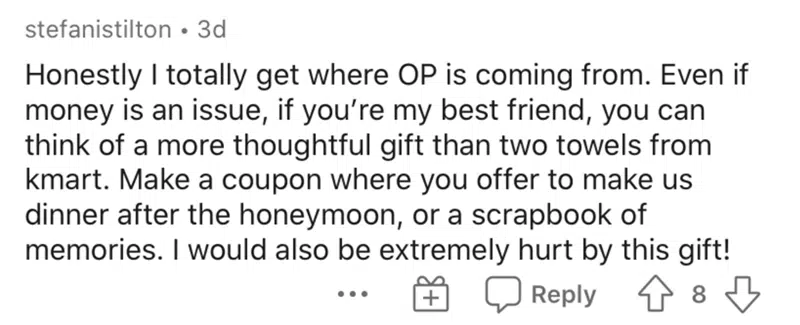 stefanistilton • 3d
Honestly I totally get where OP is coming from. Even if
money is an issue, if you’re my best friend, you can
think of a more thoughtful gift than two towels from
kmart. Make a coupon where you offer to make us
dinner after the honeymoon, or a scrapbook of
memories. I would also be extremely hurt by this gift!
Reply 8